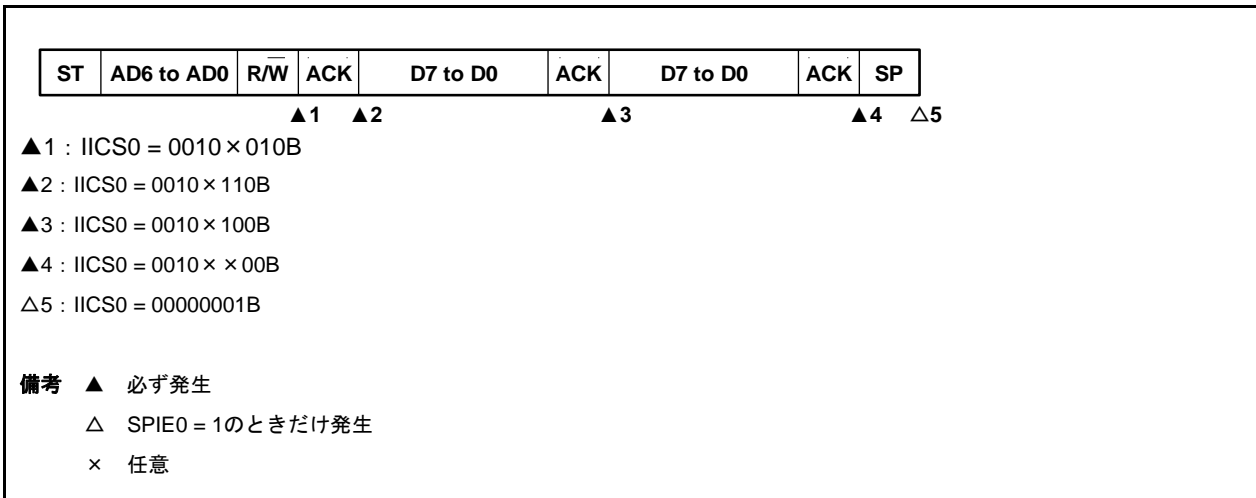 ST AD6 to AD0 R/W̅ ACK D7 to D0 ACK D7 to D0 ACK SP
▲1 ▲2 ▲3 ▲4 △5
▲1：IICS0 = 0010×010B
▲2：IICS0 = 0010×110B
▲3：IICS0 = 0010×100B
▲4：IICS0 = 0010××00B
△5：IICS0 = 00000001B
備考 ▲ 必ず発生
△ SPIE0 = 1のときだけ発生
× 任意